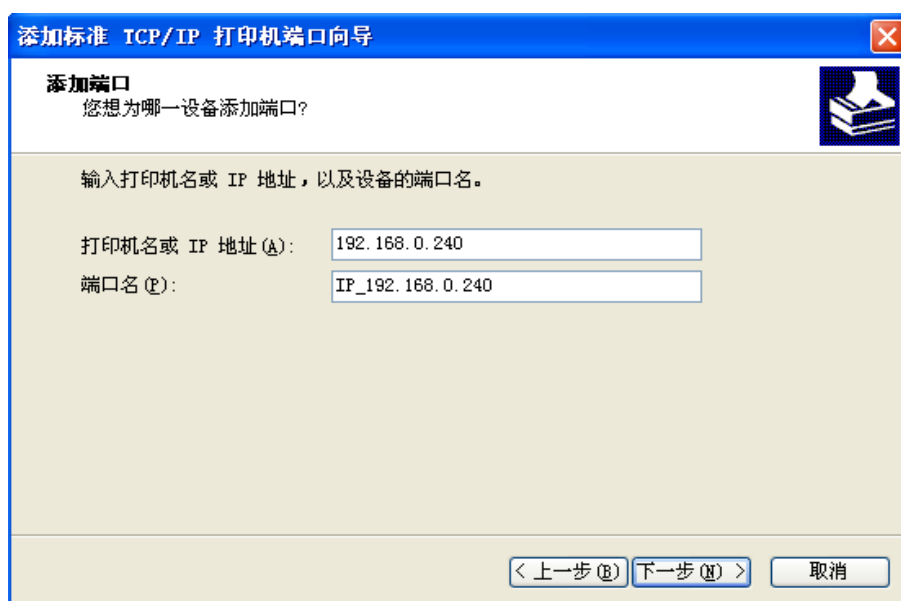 添加标准 TCP/IP 打印机端口向导
添加端口
您想为哪一设备添加端口?
输入打印机名或 IP 地址，以及设备的端口名。
打印机名或 IP 地址(A): 192.168.0.240
端口名(P): IP_192.168.0.240
< 上一步(B) 下一步(N) > 取消